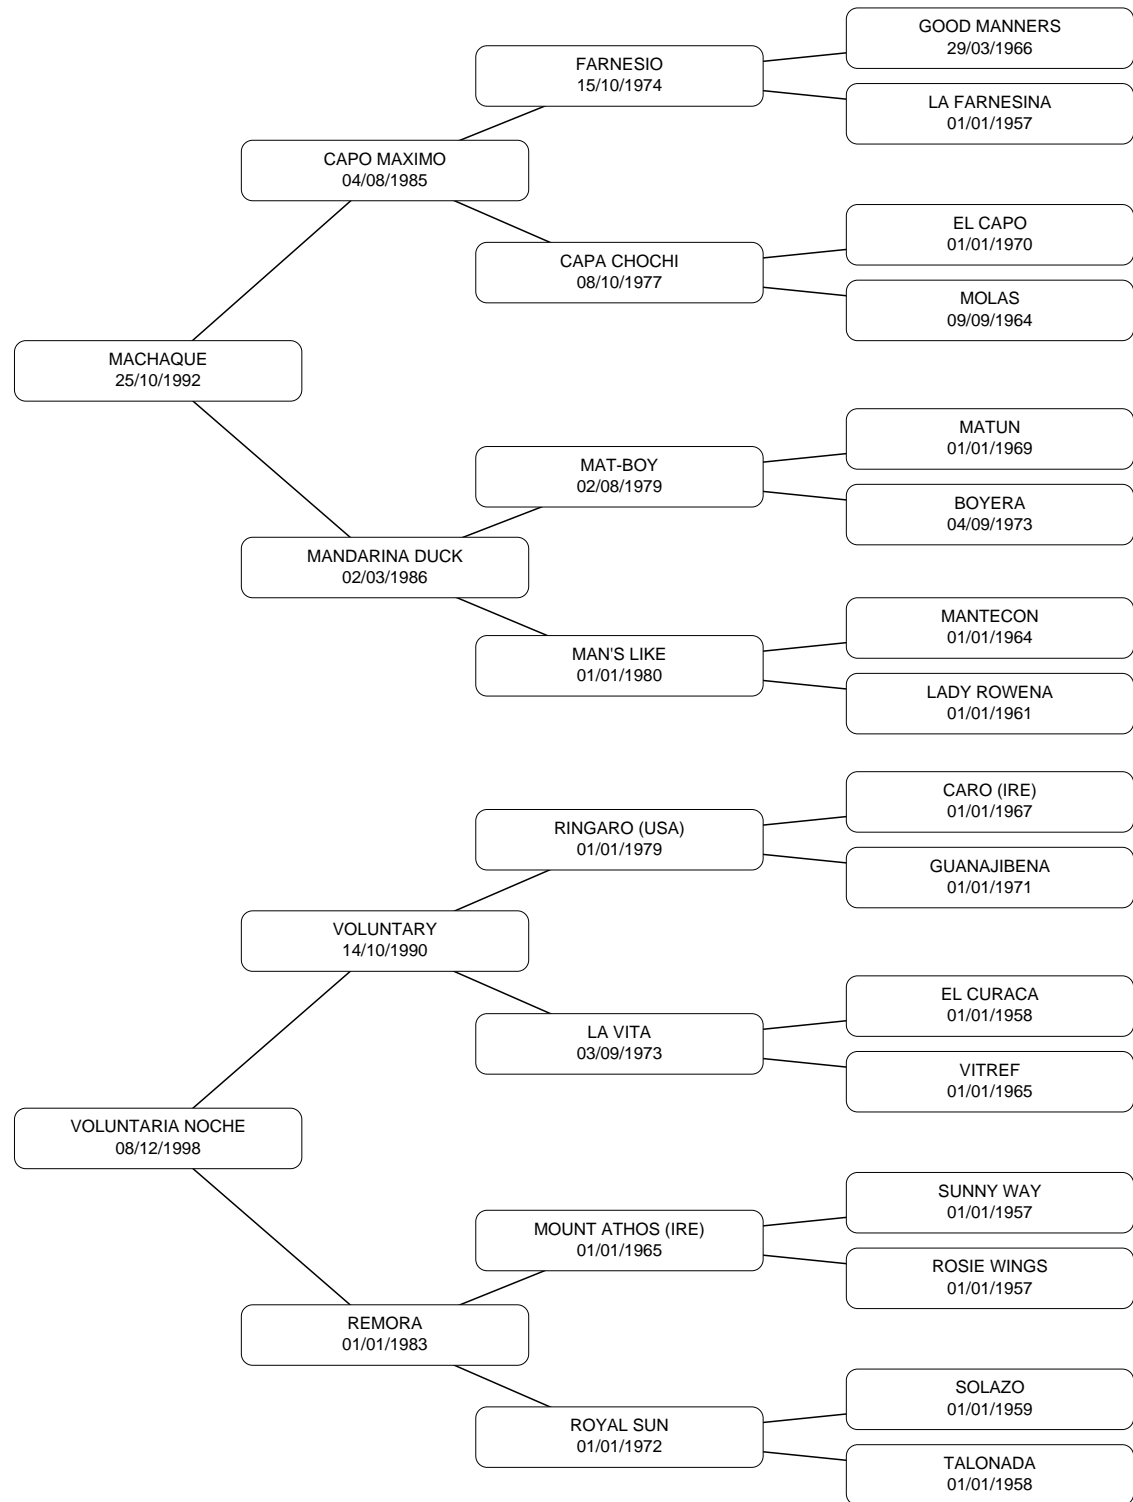 GOOD MANNERS
29/03/1966
FARNESIO
15/10/1974
LA FARNESINA
01/01/1957
CAPO MAXIMO
04/08/1985
EL CAPO
01/01/1970
CAPA CHOCHI
08/10/1977
MOLAS
09/09/1964
MACHAQUE
25/10/1992
MATUN
01/01/1969
MAT-BOY
02/08/1979
BOYERA
04/09/1973
MANDARINA DUCK
02/03/1986
MANTECON
01/01/1964
MAN'S LIKE
01/01/1980
LADY ROWENA
01/01/1961
CARO (IRE)
01/01/1967
RINGARO (USA)
01/01/1979
GUANAJIBENA
01/01/1971
VOLUNTARY
14/10/1990
EL CURACA
01/01/1958
LA VITA
03/09/1973
VITREF
01/01/1965
VOLUNTARIA NOCHE
08/12/1998
SUNNY WAY
01/01/1957
MOUNT ATHOS (IRE)
01/01/1965
ROSIE WINGS
01/01/1957
REMORA
01/01/1983
SOLAZO
01/01/1959
ROYAL SUN
01/01/1972
TALONADA
01/01/1958